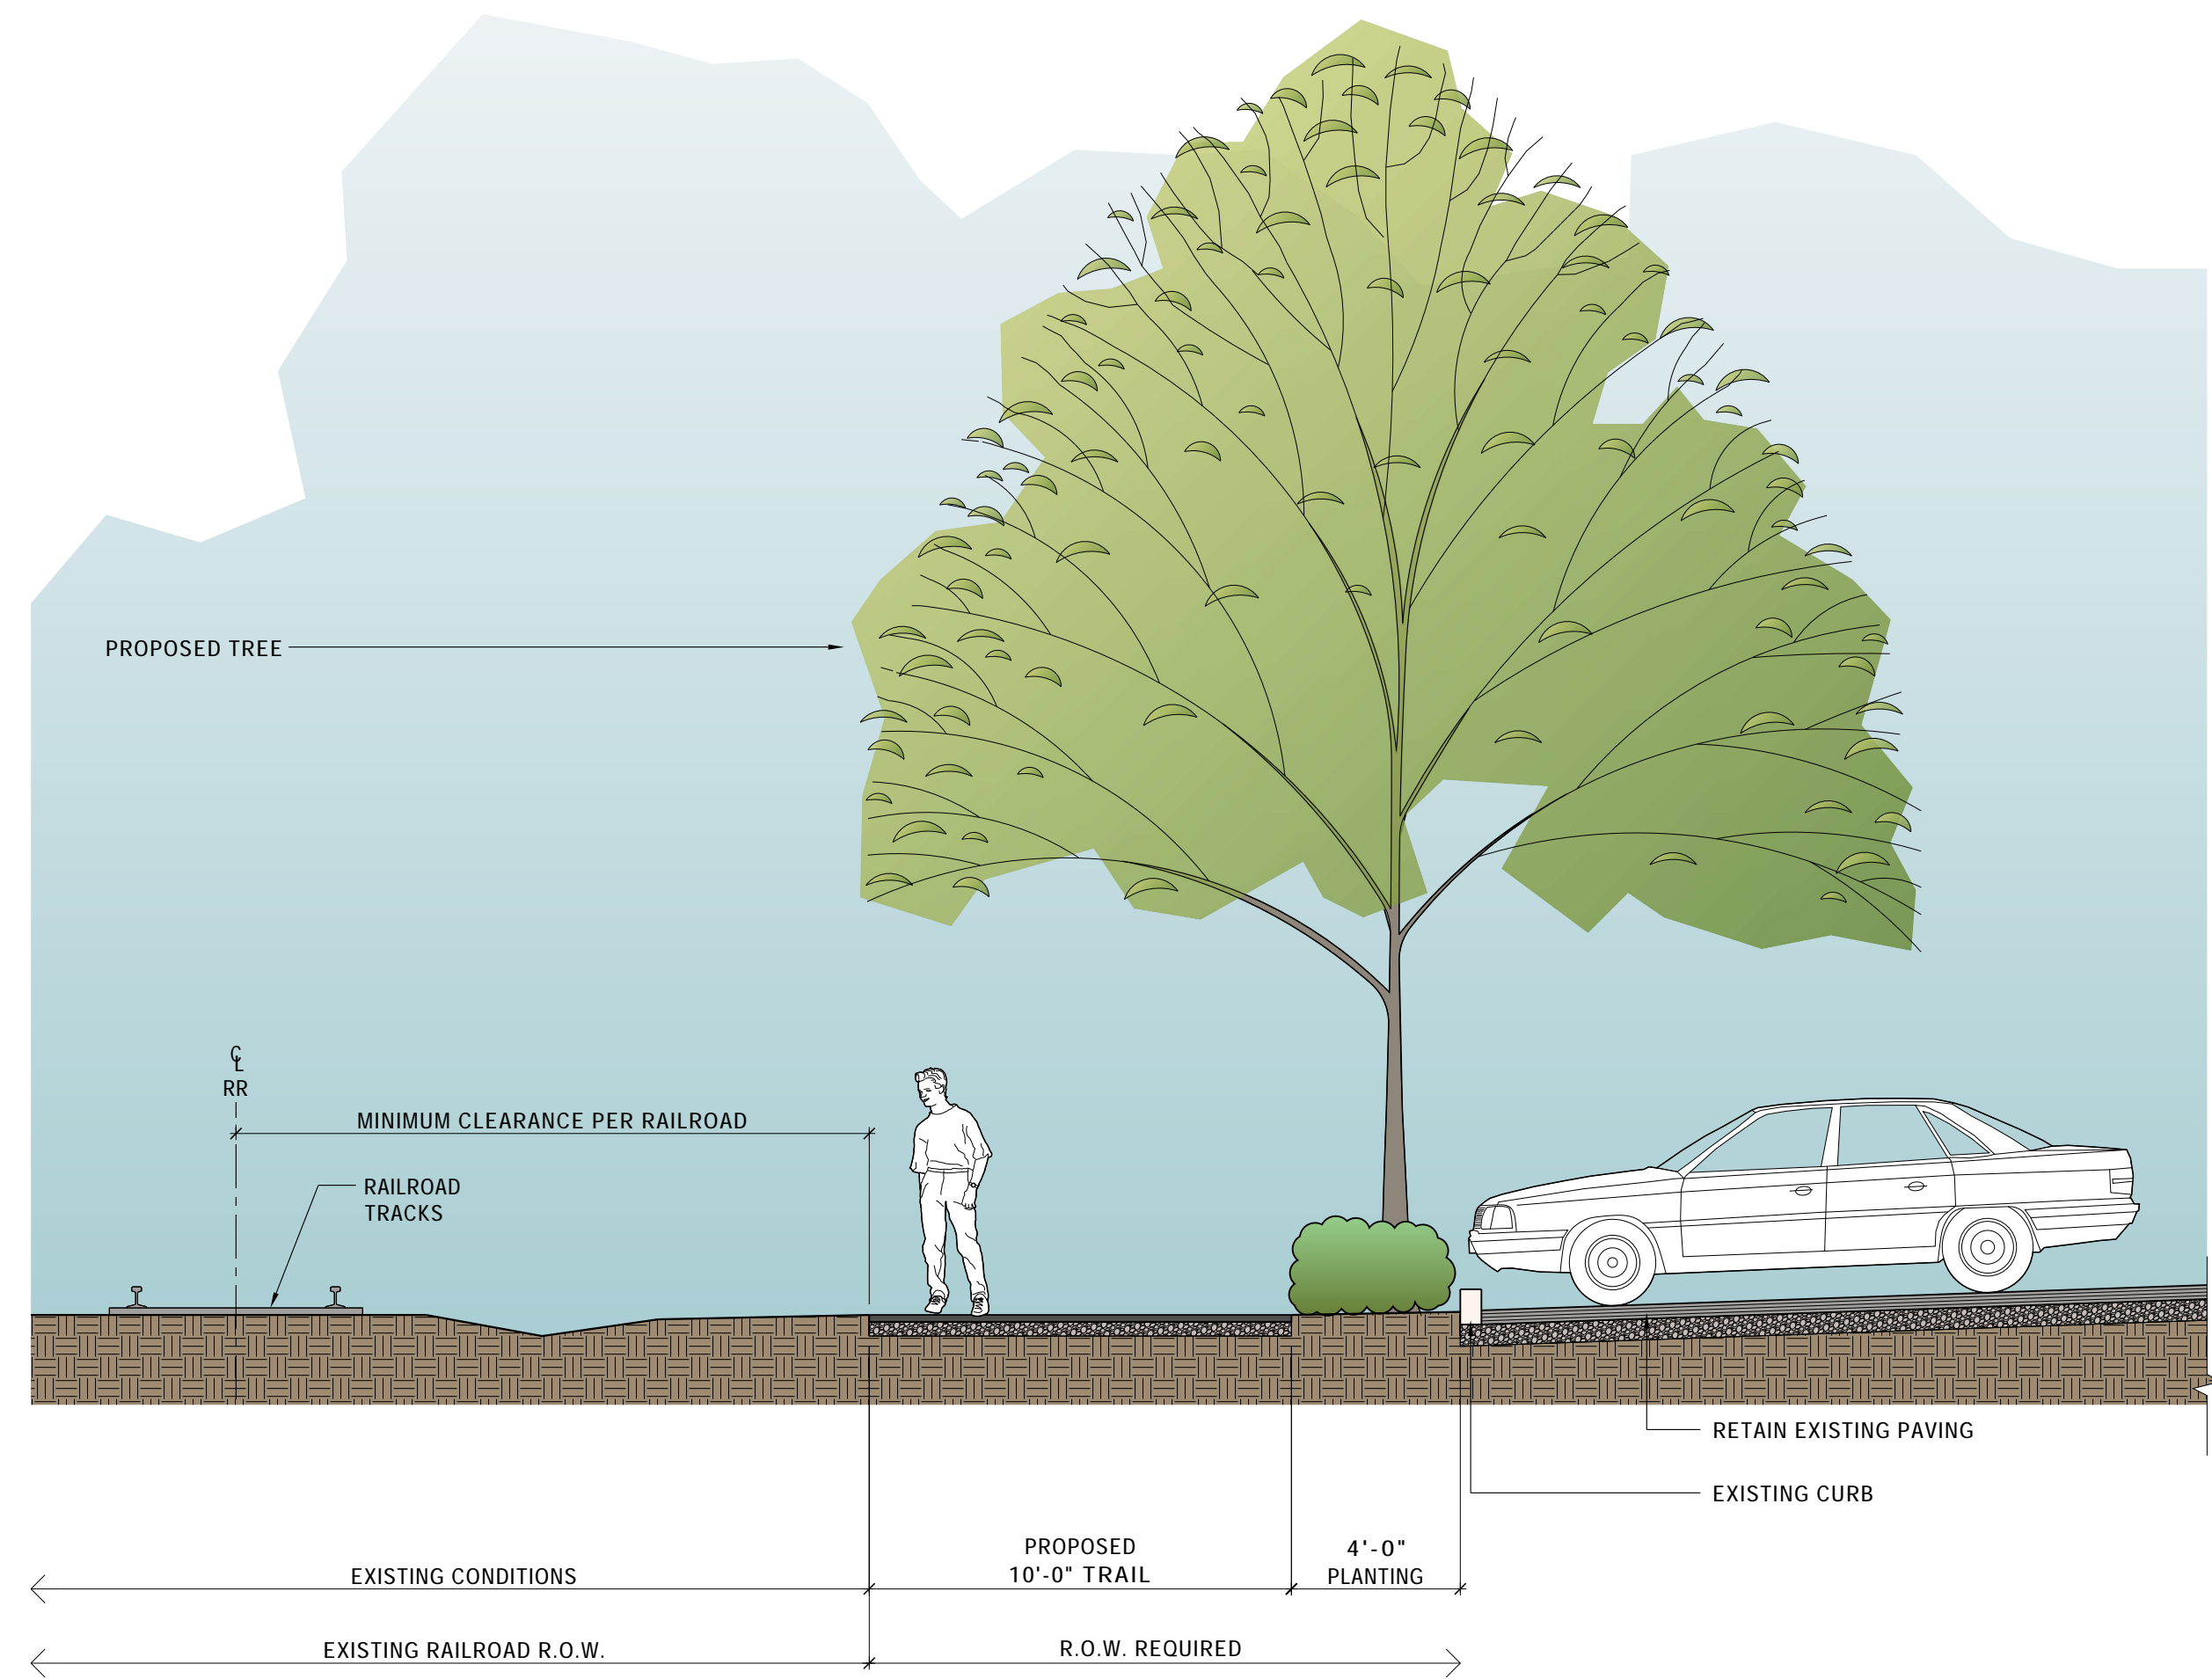 PROPOSED TREE
℄
RR
MINIMUM CLEARANCE PER RAILROAD
RAILROAD
TRACKS
RETAIN EXISTING PAVING
EXISTING CURB
PROPOSED
10'-0" TRAIL
4'-0"
PLANTING
EXISTING CONDITIONS
EXISTING RAILROAD R.O.W.
R.O.W. REQUIRED